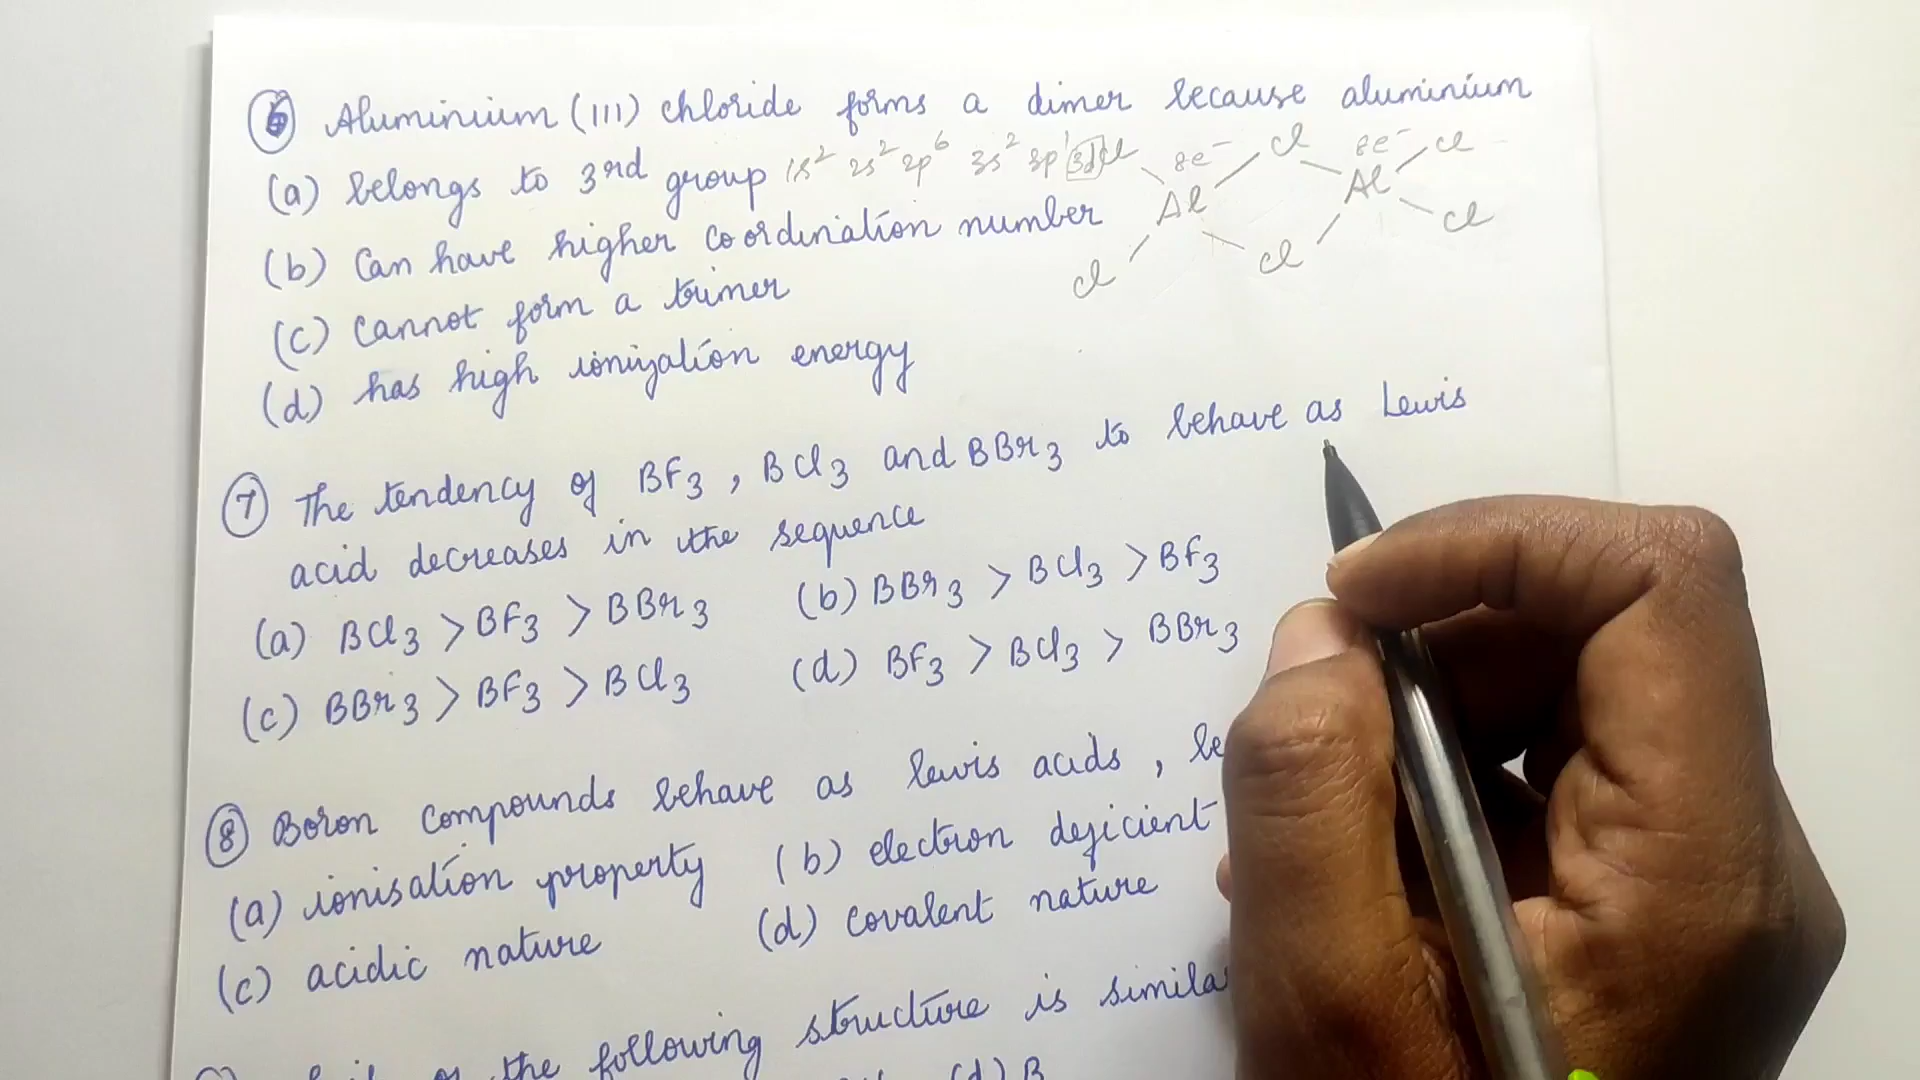 6 Aluminium (III) chloride forms a dimer because aluminium
(a) belongs to 3rd group 1s² 2s² 2p⁶ 3s² 3p¹ 3d
(b) Can have higher coordination number
(c) Cannot form a trimer
(d) has high ionization energy
Cl 8e⁻ Cl 8e⁻ Cl
Al Al
Cl Cl Cl
7 The tendency of BF₃, BCl₃ and BBr₃ to behave as Lewis
acid decreases in the sequence
(a) BCl₃ > BF₃ > BBr₃ (b) BBr₃ > BCl₃ > BF₃
(c) BBr₃ > BF₃ > BCl₃ (d) BF₃ > BCl₃ > BBr₃
8 Boron compounds behave as lewis acids,
(a) ionisation property (b) electron deficient
(c) acidic nature (d) covalent nature
the following structure is
(d) B